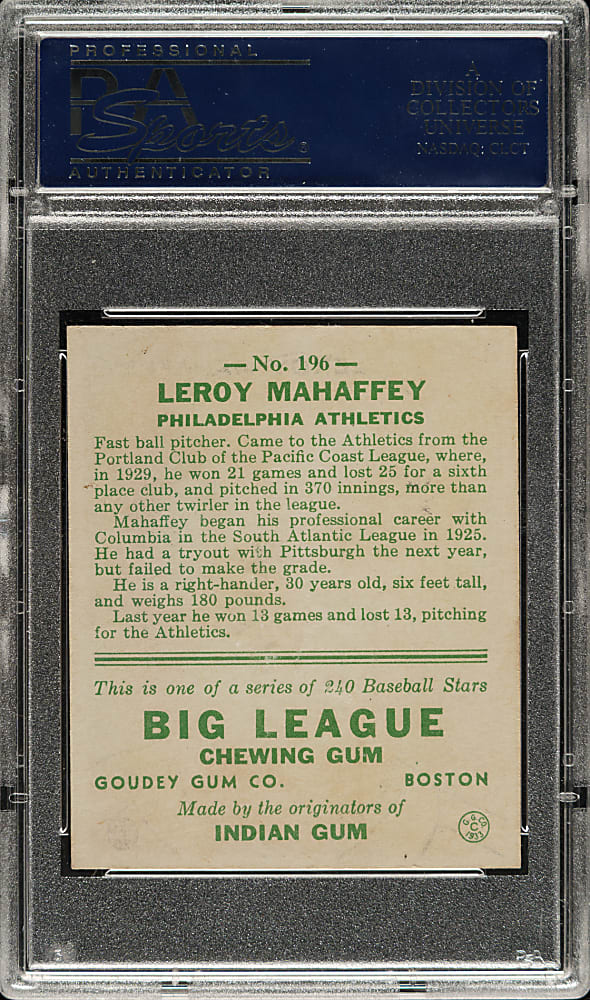 PROFESSIONAL
PSA
Sports®
AUTHENTICATOR
A
DIVISION OF
COLLECTORS
UNIVERSE
NASDAQ: CLCT
— No. 196 —
LEROY MAHAFFEY
PHILADELPHIA ATHLETICS
Fast ball pitcher. Came to the Athletics from the
Portland Club of the Pacific Coast League, where,
in 1929, he won 21 games and lost 25 for a sixth
place club, and pitched in 370 innings, more than
any other twirler in the league.
Mahaffey began his professional career with
Columbia in the South Atlantic League in 1925.
He had a tryout with Pittsburgh the next year,
but failed to make the grade.
He is a right-hander, 30 years old, six feet tall,
and weighs 180 pounds.
Last year he won 13 games and lost 13, pitching
for the Athletics.
This is one of a series of 240 Baseball Stars
BIG LEAGUE
CHEWING GUM
GOUDEY GUM CO. BOSTON
Made by the originators of
INDIAN GUM
G.G.CO.
C
1933
PSA